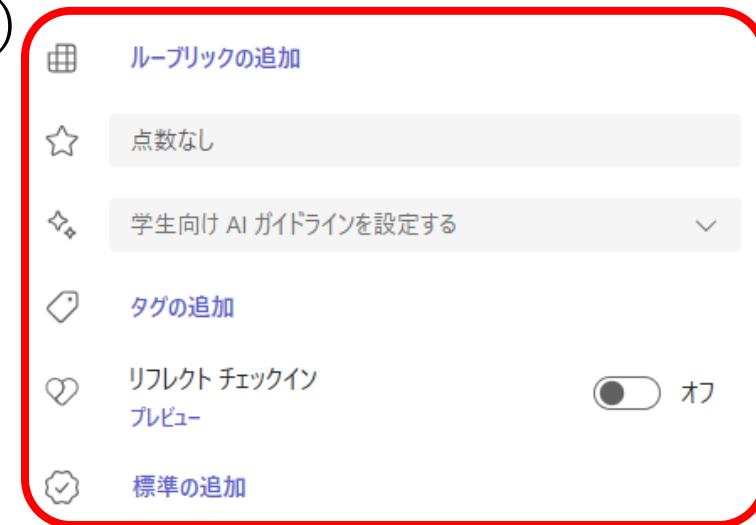 ルーブリックの追加
点数なし
学生向け AI ガイドラインを設定する
タグの追加
リフレクト チェックイン
オフ
プレビュー
標準の追加